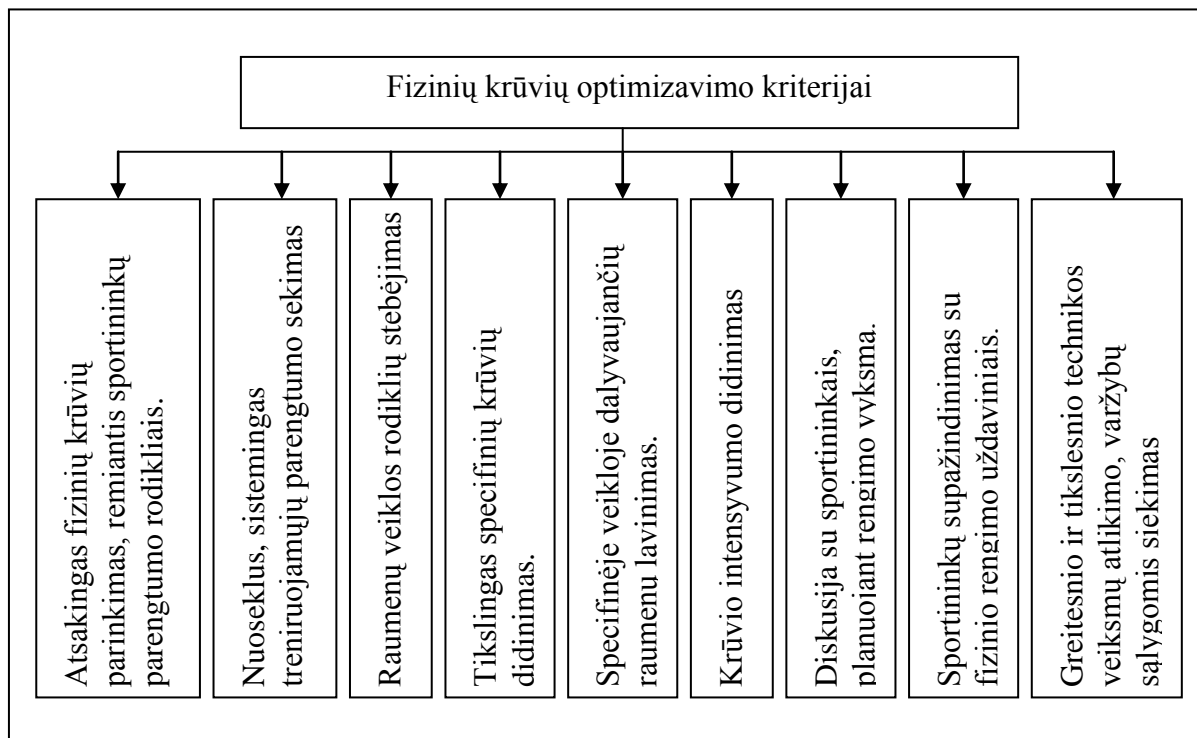 Fizinių krūvių optimizavimo kriterijai
Atsakingas fizinių krūvių
parinkimas, remiantis sportininkų
parengtumo rodikliais.
Nuoseklus, sistemingas
treniruojamųjų parengtumo sekimas
Raumenų veiklos rodiklių stebėjimas
Tikslingas specifinių krūvių
didinimas.
Specifinėje veikloje dalyvaujančių
raumenu lavinimas.
Krūvio intensyvumo didinimas
Diskusija su sportininkais,
planuojant rengimo vyksma.
Sportininkų supažindinimas su
fizinio rengimo uždaviniais.
Greitesnio ir tikslesnio technikos
veiksmų atlikimo, varžybų
sąlygomis siekimas